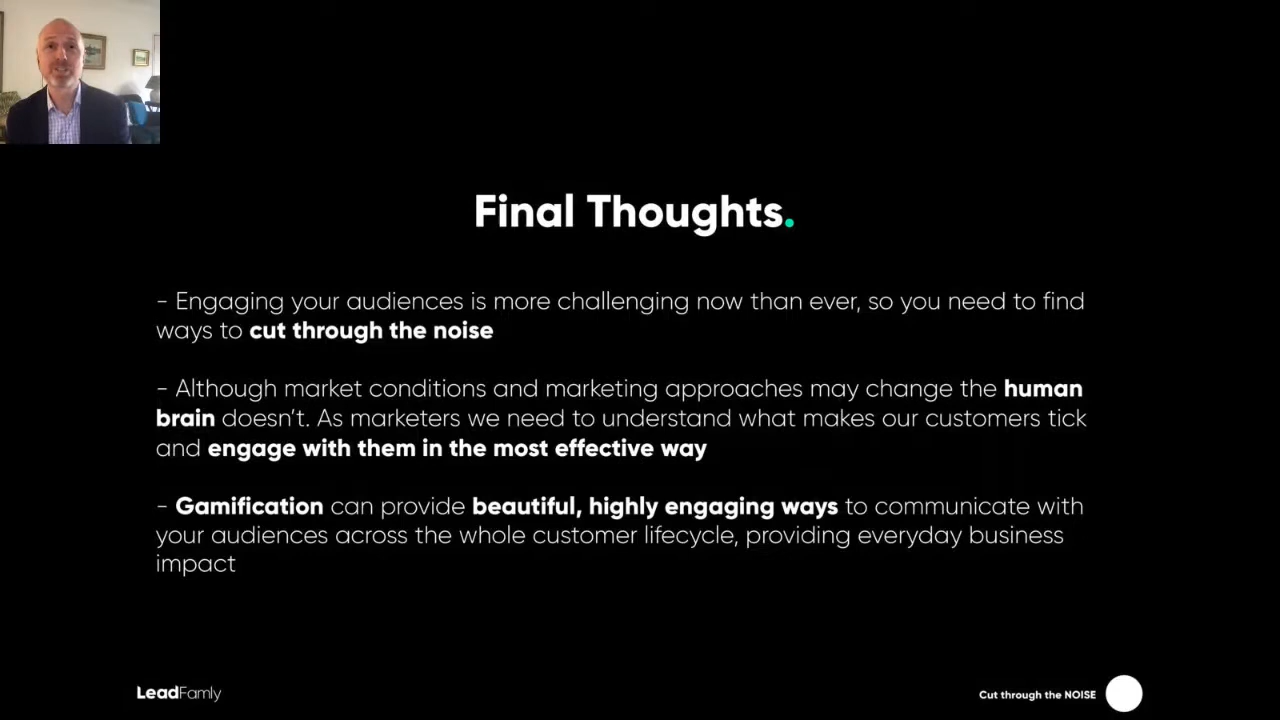 Final Thoughts.
- Engaging your audiences is more challenging now than ever, so you need to find
ways to cut through the noise
- Although market conditions and marketing approaches may change the human
brain doesn't. As marketers we need to understand what makes our customers tick
and engage with them in the most effective way
- Gamification can provide beautiful, highly engaging ways to communicate with
your audiences across the whole customer lifecycle, providing everyday business
impact
LeadFamly
Cut through the NOISE